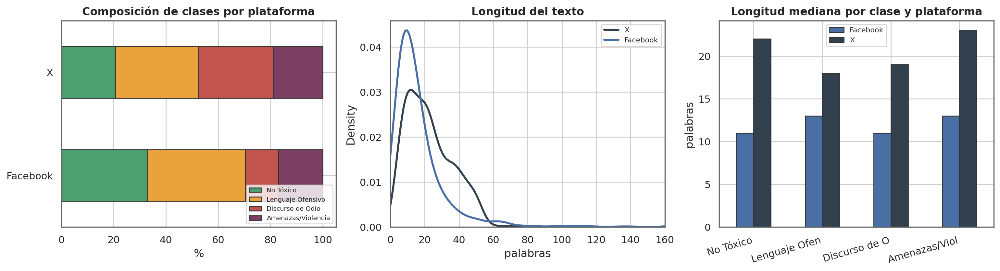 Composición de clases por plataforma
X
Facebook
No Tóxico
Lenguaje Ofensivo
Discurso de Odio
Amenazas/Violencia
0 20 40 60 80 100
%
Longitud del texto
X
Facebook
Density
0.04
0.03
0.02
0.01
0.00
0 20 40 60 80 100 120 140 160
palabras
Longitud mediana por clase y plataforma
Facebook
X
palabras
20
15
10
5
0
No Tóxico
Lenguaje Ofen
Discurso de O
Amenazas/Viol